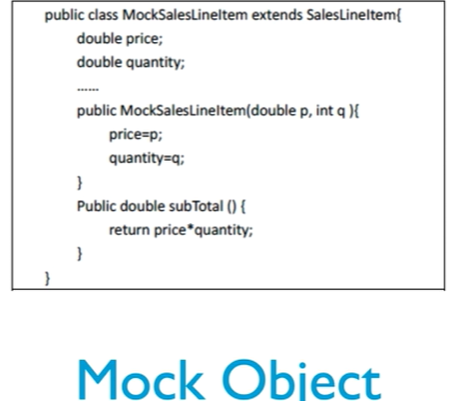 public class MockSalesLineItem extends SalesLineItem{
double price;
double quantity;
......
public MockSalesLineItem(double p, int q ){
price=p;
quantity=q;
}
Public double subTotal () {
return price*quantity;
}
}
Mock Object